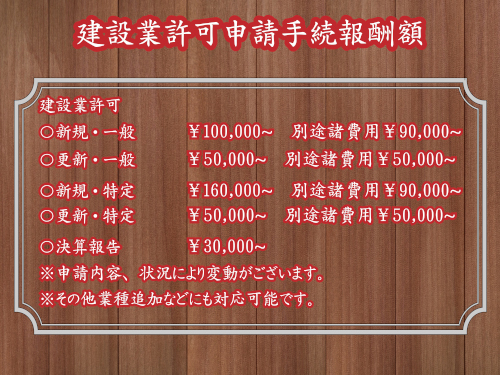 建設業許可申請手続報酬額
建設業許可
○新規・一般 ¥100,000~ 別途諸費用¥90,000~
○更新・一般 ¥50,000~ 別途諸費用¥50,000~
○新規・特定 ¥160,000~ 別途諸費用¥90,000~
○更新・特定 ¥50,000~ 別途諸費用¥50,000~
○決算報告 ¥30,000~
※申請内容、状況により変動がございます。
※その他業種追加などにも対応可能です。